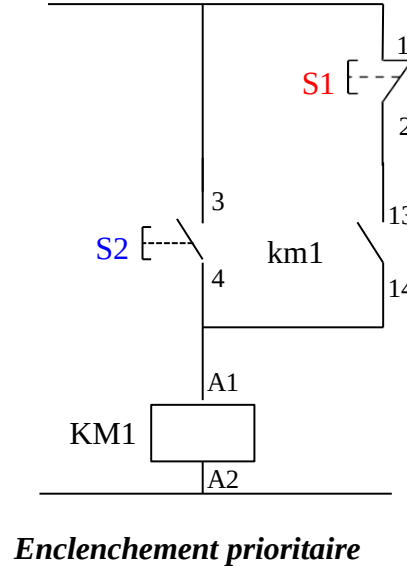 1
S1
2
3
13
S2
km1
4
14
A1
KM1
A2
Enclenchement prioritaire